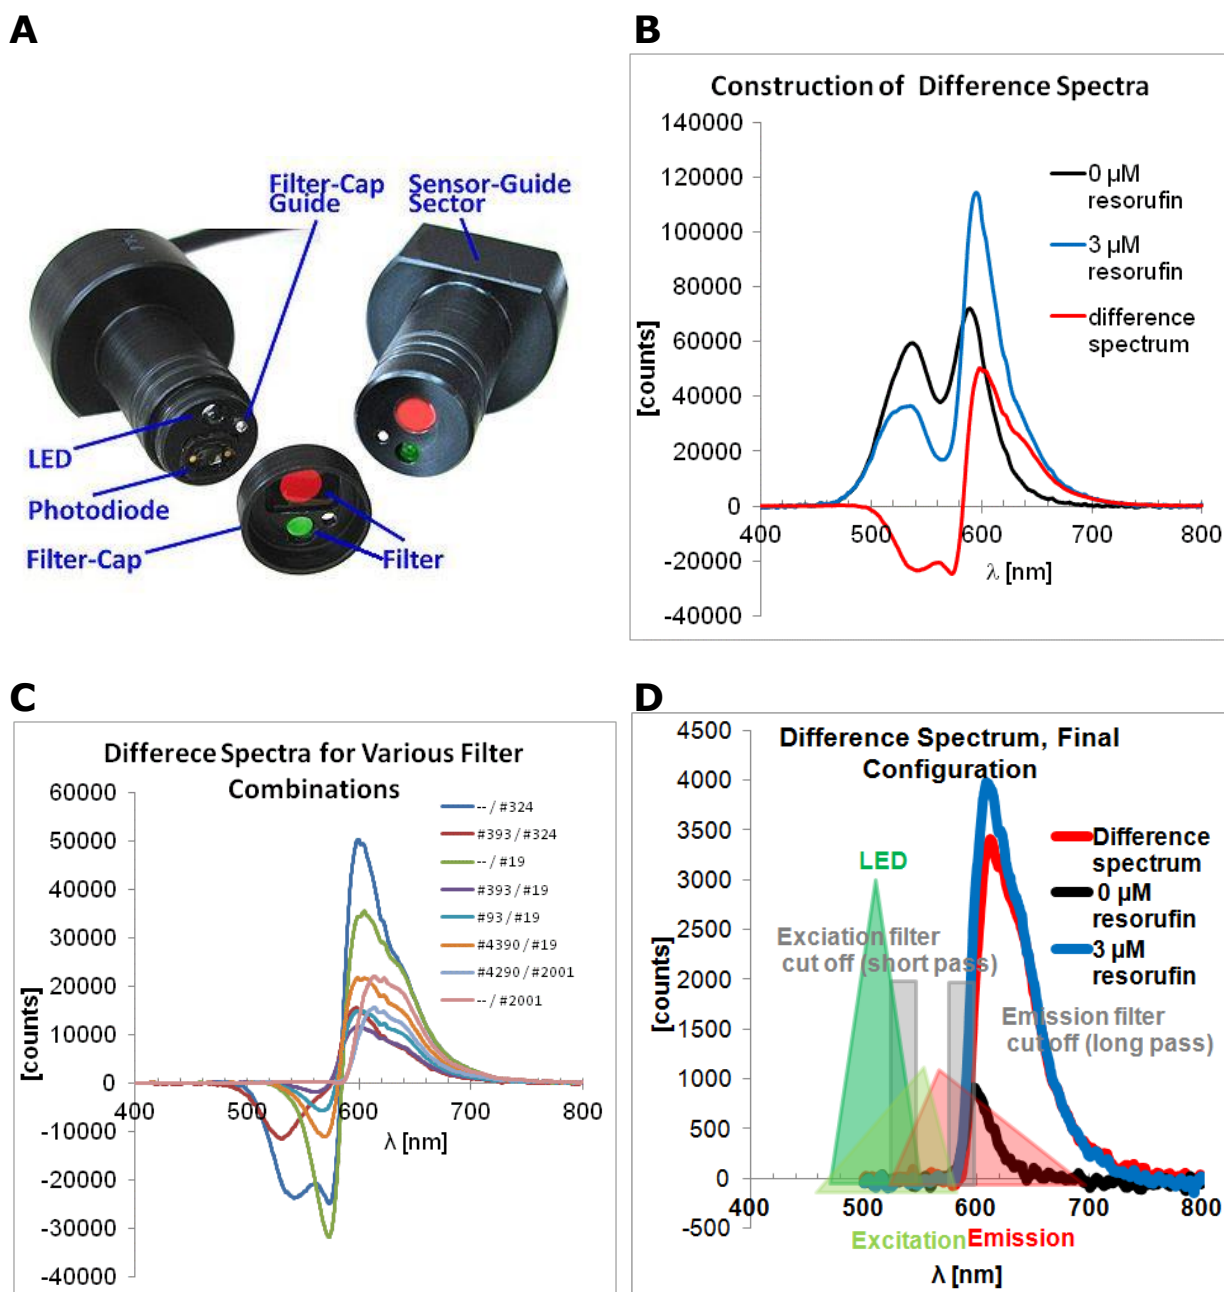 A
Filter-Cap
Guide
Sensor-Guide
Sector
LED
Photodiode
Filter-Cap
Filter
B
Construction of Difference Spectra
140000
120000
100000
80000
60000
40000
20000
0
-20000
-40000
[counts]
400
500
600
700
800
λ [nm]
0 µM
resorufin
3 µM
resorufin
difference
spectrum
C
Differece Spectra for Various Filter
Combinations
60000
50000
40000
30000
20000
10000
0
-10000
-20000
-30000
-40000
[counts]
400
500
600
700
800
λ [nm]
-- / #324
#393 / #324
-- / #19
#393 / #19
#93 / #19
#4390 / #19
#4290 / #2001
-- / #2001
D
Difference Spectrum, Final
Configuration
4500
4000
3500
3000
2500
2000
1500
1000
500
0
-500
[counts]
400
500
600
700
800
λ [nm]
LED
Exciation filter
cut off (short pass)
Emission filter
cut off (long pass)
Difference
spectrum
0 µM
resorufin
3 µM
resorufin
Excitation
Emission